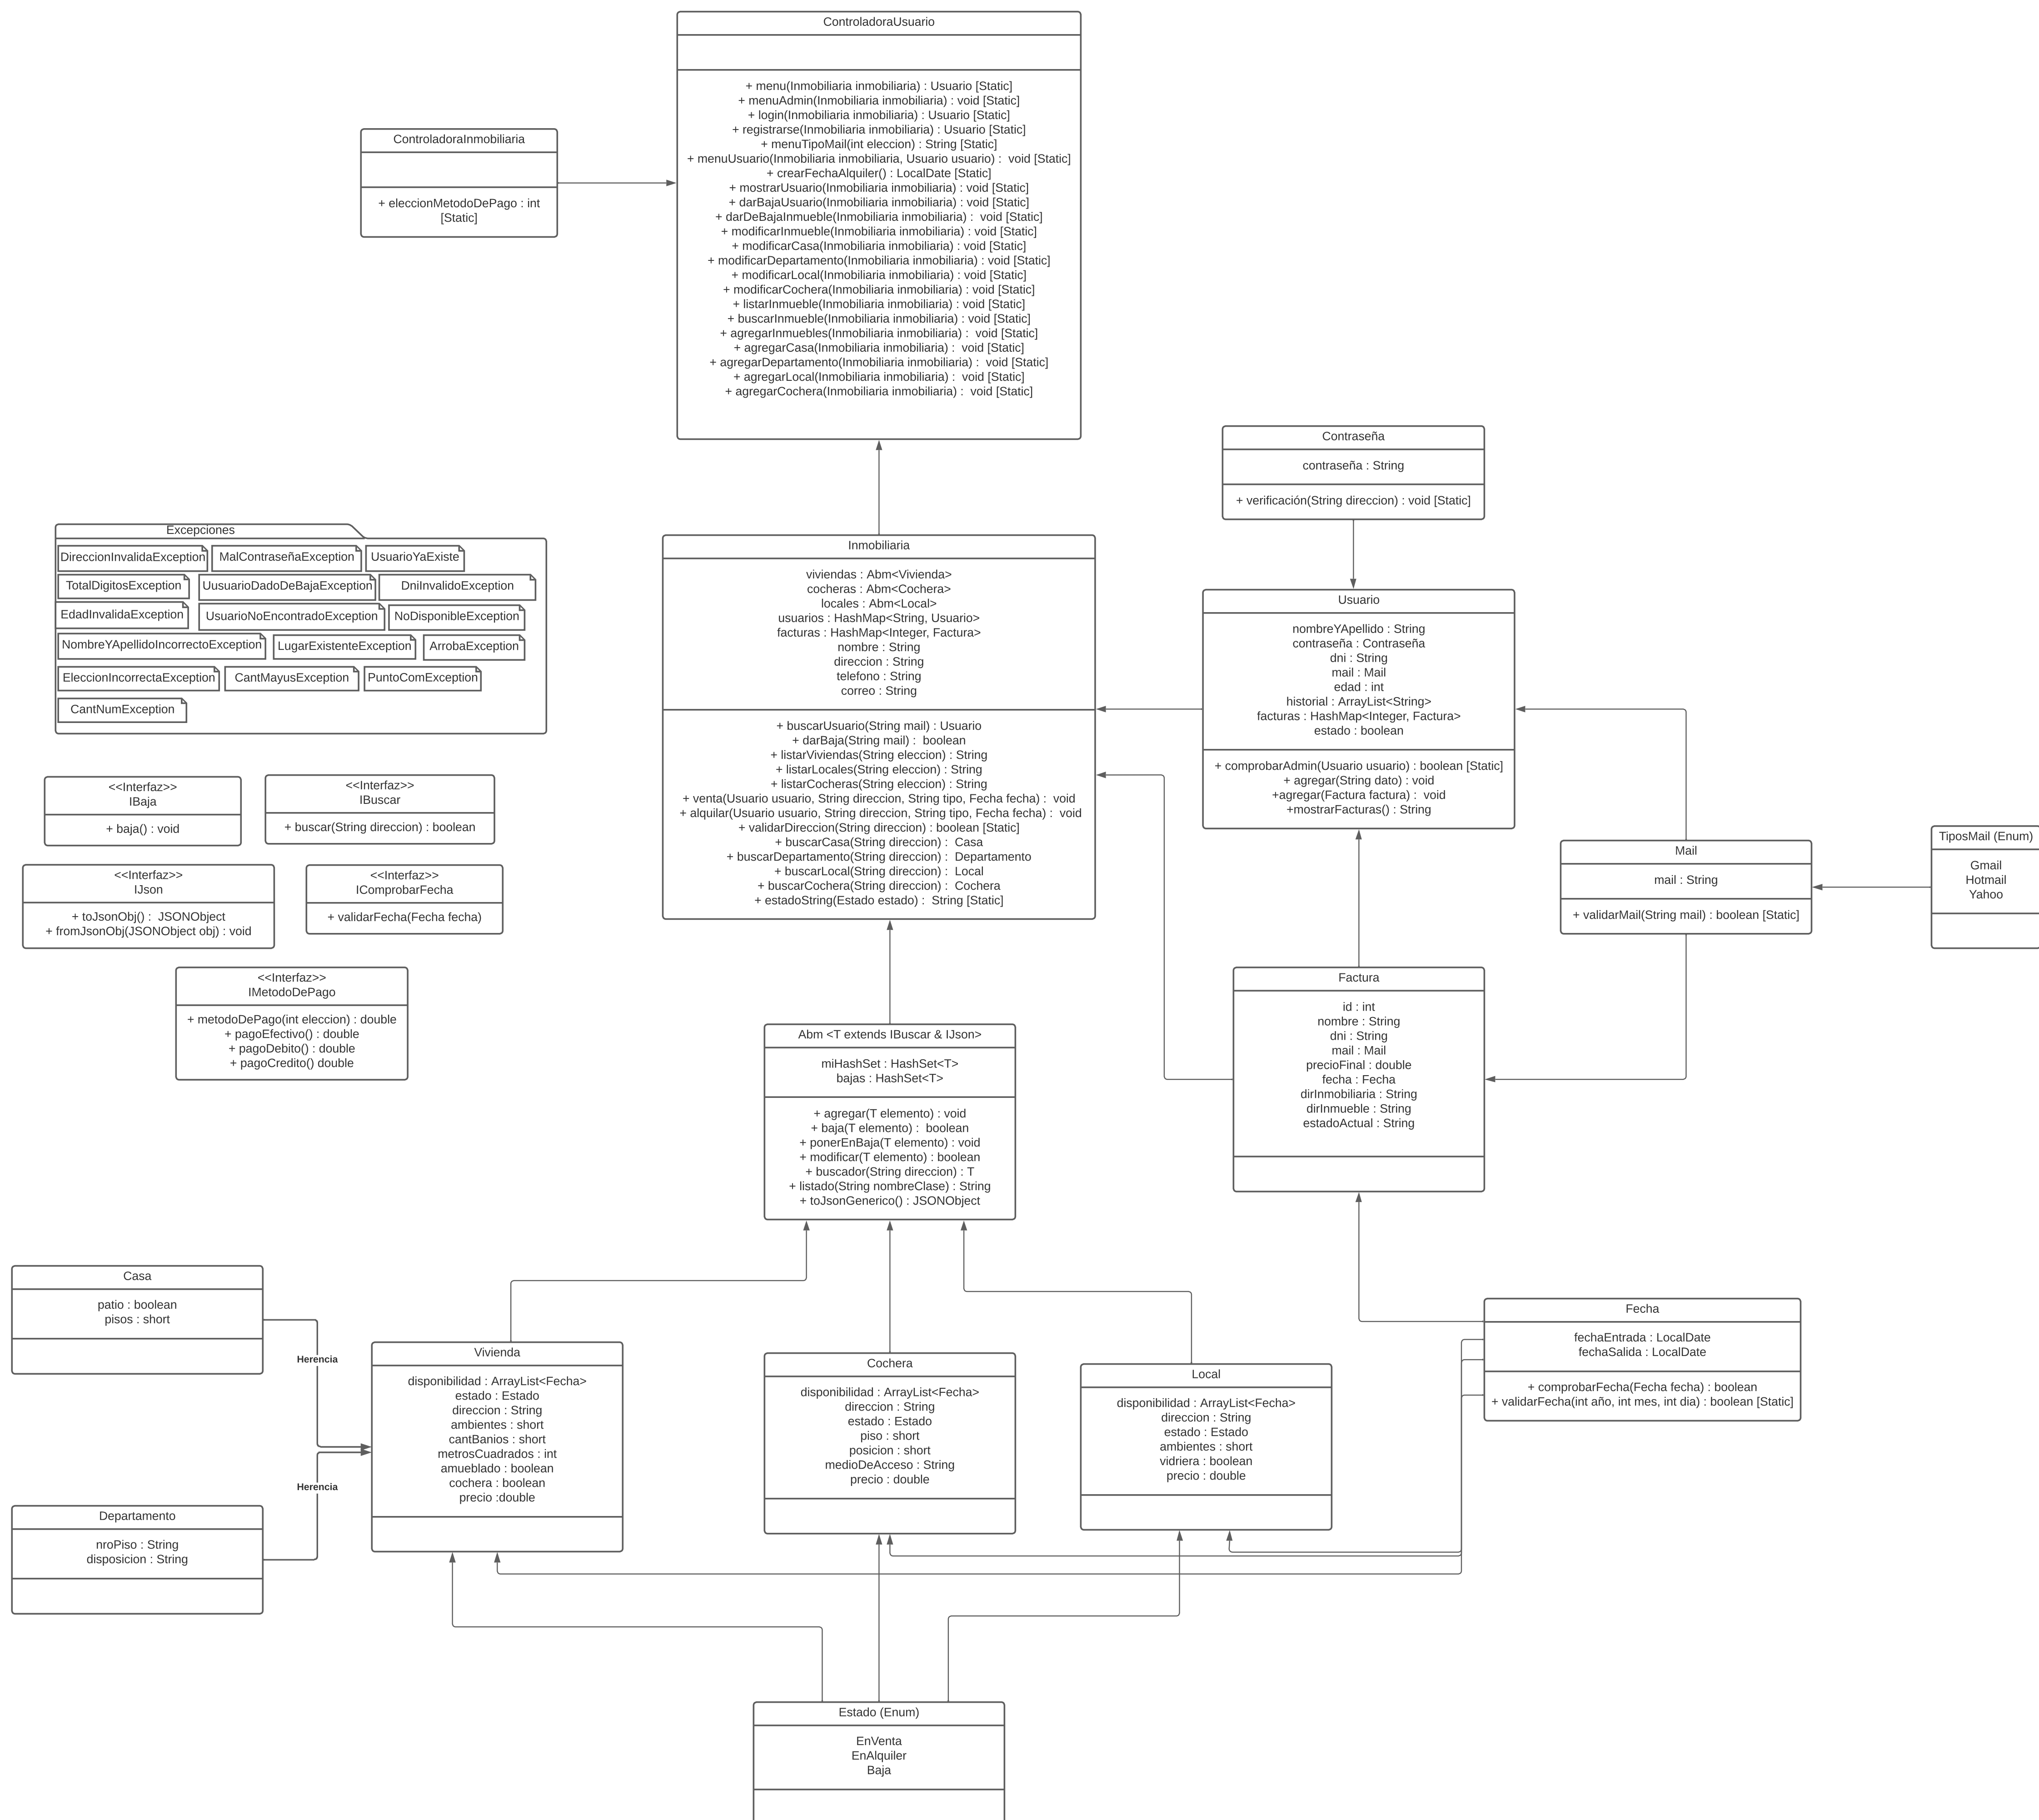 ControladoraUsuario
+ menu(Inmobiliaria inmobiliaria) : Usuario [Static]
+ menuAdmin(Inmobiliaria inmobiliaria) : void [Static]
+ login(Inmobiliaria inmobiliaria) : Usuario [Static]
+ registrarse(Inmobiliaria inmobiliaria) : Usuario [Static]
+ menuTipoMail(int eleccion) : String [Static]
+ menuUsuario(Inmobiliaria inmobiliaria, Usuario usuario) : void [Static]
+ crearFechaAlquiler() : LocalDate [Static]
+ mostrarUsuario(Inmobiliaria inmobiliaria) : void [Static]
+ darBajaUsuario(Inmobiliaria inmobiliaria) : void [Static]
+ darDeBajaInmueble(Inmobiliaria inmobiliaria) : void [Static]
+ modificarInmueble(Inmobiliaria inmobiliaria) : void [Static]
+ modificarCasa(Inmobiliaria inmobiliaria) : void [Static]
+ modificarDepartamento(Inmobiliaria inmobiliaria) : void [Static]
+ modificarLocal(Inmobiliaria inmobiliaria) : void [Static]
+ modificarCochera(Inmobiliaria inmobiliaria) : void [Static]
+ listarInmueble(Inmobiliaria inmobiliaria) : void [Static]
+ buscarInmueble(Inmobiliaria inmobiliaria) : void [Static]
+ agregarInmuebles(Inmobiliaria inmobiliaria) : void [Static]
+ agregarCasa(Inmobiliaria inmobiliaria) : void [Static]
+ agregarDepartamento(Inmobiliaria inmobiliaria) : void [Static]
+ agregarLocal(Inmobiliaria inmobiliaria) : void [Static]
+ agregarCochera(Inmobiliaria inmobiliaria) : void [Static]
ControladoraInmobiliaria
+ eleccionMetodoDePago : int
[Static]
Contraseña
contraseña : String
+ verificación(String direccion) : void [Static]
Excepciones
DireccionInvalidaException
MalContraseñaException
UsuarioYaExiste
TotalDigitosException
UusuarioDadoDeBajaException
DniInvalidoException
EdadInvalidaException
UsuarioNoEncontradoException
NoDisponibleException
NombreYApellidoIncorrectoException
LugarExistenteException
ArrobaException
EleccionIncorrectaException
CantMayusException
PuntoComException
CantNumException
Inmobiliaria
viviendas : Abm<Vivienda>
cocheras : Abm<Cochera>
locales : Abm<Local>
usuarios : HashMap<String, Usuario>
facturas : HashMap<Integer, Factura>
nombre : String
direccion : String
telefono : String
correo : String
+ buscarUsuario(String mail) : Usuario
+ darBaja(String mail) : boolean
+ listarViviendas(String eleccion) : String
+ listarLocales(String eleccion) : String
+ listarCocheras(String eleccion) : String
+ venta(Usuario usuario, String direccion, String tipo, Fecha fecha) : void
+ alquilar(Usuario usuario, String direccion, String tipo, Fecha fecha) : void
+ validarDireccion(String direccion) : boolean [Static]
+ buscarCasa(String direccion) : Casa
+ buscarDepartamento(String direccion) : Departamento
+ buscarLocal(String direccion) : Local
+ buscarCochera(String direccion) : Cochera
+ estadoString(Estado estado) : String [Static]
Usuario
nombreYApellido : String
contraseña : Contraseña
dni : String
mail : Mail
edad : int
historial : ArrayList<String>
facturas : HashMap<Integer, Factura>
estado : boolean
+ comprobarAdmin(Usuario usuario) : boolean [Static]
+ agregar(String dato) : void
+agregar(Factura factura) : void
+mostrarFacturas() : String
<<Interfaz>>
IBaja
+ baja() : void
<<Interfaz>>
IBuscar
+ buscar(String direccion) : boolean
<<Interfaz>>
IJson
+ toJsonObj() : JSONObject
+ fromJsonObj(JSONObject obj) : void
<<Interfaz>>
IComprobarFecha
+ validarFecha(Fecha fecha)
<<Interfaz>>
IMetodoDePago
+ metodoDePago(int eleccion) : double
+ pagoEfectivo() : double
+ pagoDebito() : double
+ pagoCredito() double
Mail
mail : String
+ validarMail(String mail) : boolean [Static]
TiposMail (Enum)
Gmail
Hotmail
Yahoo
Factura
id : int
nombre : String
dni : String
mail : Mail
precioFinal : double
fecha : Fecha
dirInmobiliaria : String
dirInmueble : String
estadoActual : String
Abm <T extends IBuscar & IJson>
miHashSet : HashSet<T>
bajas : HashSet<T>
+ agregar(T elemento) : void
+ baja(T elemento) : boolean
+ ponerEnBaja(T elemento) : void
+ modificar(T elemento) : boolean
+ buscador(String direccion) : T
+ listado(String nombreClase) : String
+ toJsonGenerico() : JSONObject
Casa
patio : boolean
pisos : short
Herencia
Departamento
nroPiso : String
disposicion : String
Herencia
Vivienda
disponibilidad : ArrayList<Fecha>
estado : Estado
direccion : String
ambientes : short
cantBanios : short
metrosCuadrados : int
amueblado : boolean
cochera : boolean
precio :double
Cochera
disponibilidad : ArrayList<Fecha>
direccion : String
estado : Estado
piso : short
posicion : short
medioDeAcceso : String
precio : double
Local
disponibilidad : ArrayList<Fecha>
direccion : String
estado : Estado
ambientes : short
vidriera : boolean
precio : double
Fecha
fechaEntrada : LocalDate
fechaSalida : LocalDate
+ comprobarFecha(Fecha fecha) : boolean
+ validarFecha(int año, int mes, int dia) : boolean [Static]
Estado (Enum)
EnVenta
EnAlquiler
Baja